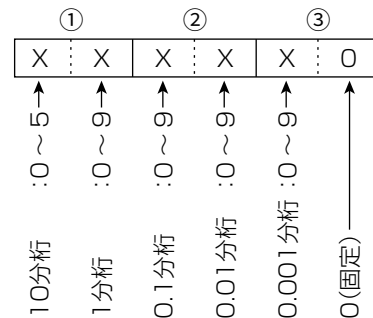 ① ② ③
X X X X X 0
10分桁 :0～5
1分桁 :0～9
0.1分桁 :0～9
0.01分桁 :0～9
0.001分桁 :0～9
0(固定)